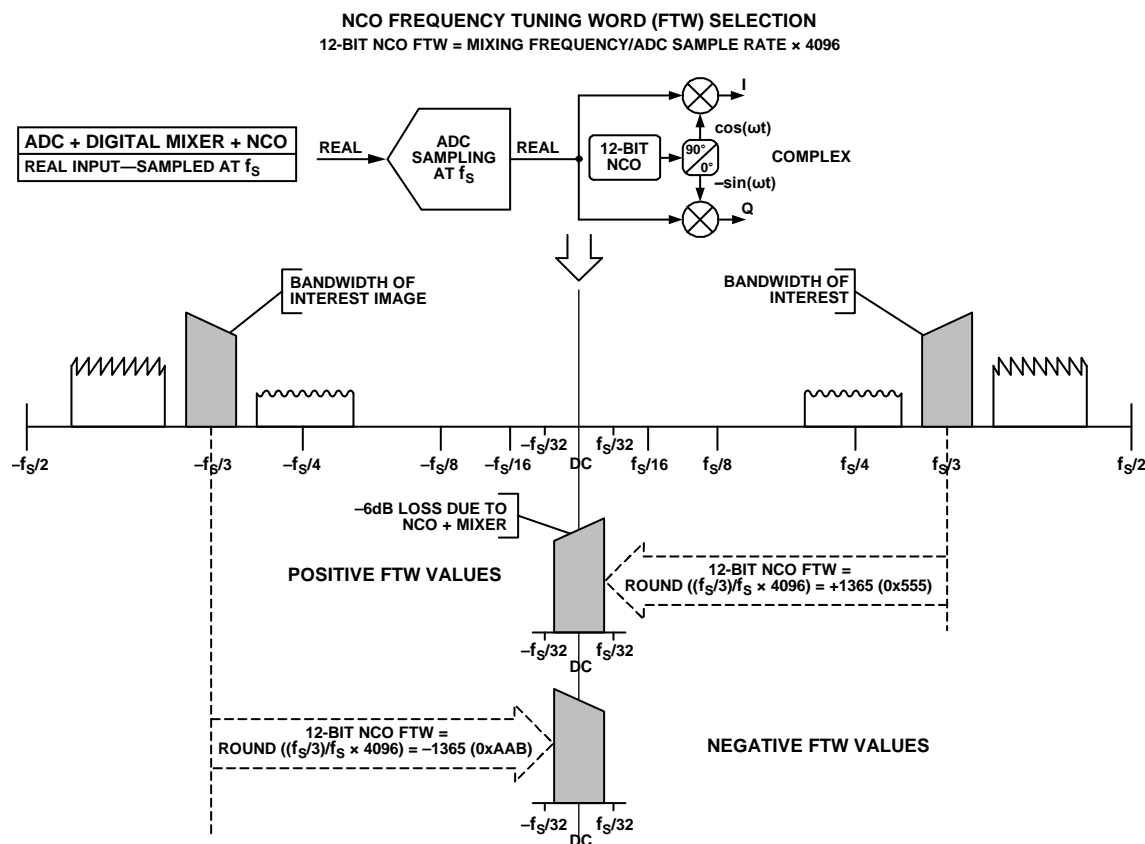 NCO FREQUENCY TUNING WORD (FTW) SELECTION
12-BIT NCO FTW = MIXING FREQUENCY/ADC SAMPLE RATE × 4096
ADC + DIGITAL MIXER + NCO
REAL INPUT—SAMPLED AT fS
REAL
ADC
SAMPLING
AT fS
REAL
12-BIT
NCO
90°
0°
I
cos(ωt)
COMPLEX
–sin(ωt)
Q
BANDWIDTH OF
INTEREST IMAGE
BANDWIDTH OF
INTEREST
–fS/2
–fS/3
–fS/4
–fS/8
–fS/16
–fS/32
DC
fS/32
fS/16
fS/8
fS/4
fS/3
fS/2
–6dB LOSS DUE TO
NCO + MIXER
POSITIVE FTW VALUES
12-BIT NCO FTW =
ROUND ((fS/3)/fS × 4096) = +1365 (0x555)
–fS/32
DC
fS/32
12-BIT NCO FTW =
ROUND ((fS/3)/fS × 4096) = –1365 (0xAAB)
NEGATIVE FTW VALUES
–fS/32
DC
fS/32